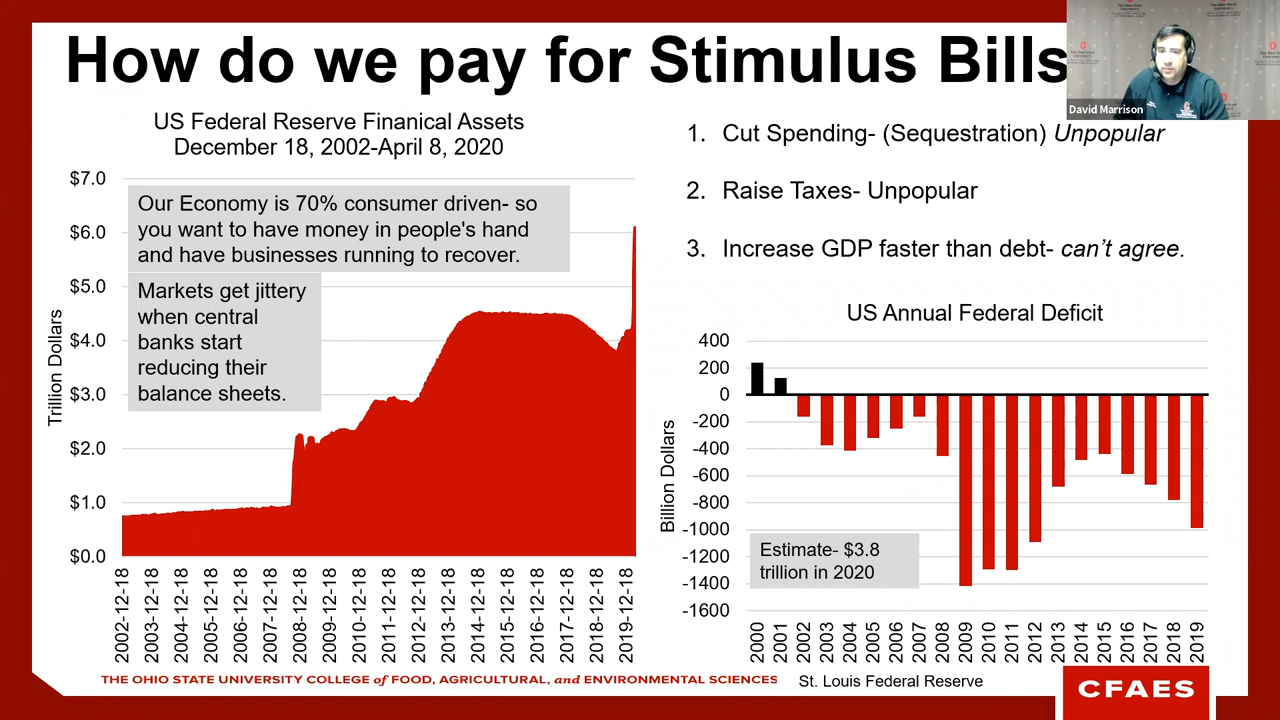 How do we pay for Stimulus Bills
David Marrison
US Federal Reserve Finanical Assets
December 18, 2002-April 8, 2020
$7.0
$6.0
$5.0
$4.0
$3.0
$2.0
$1.0
$0.0
Trillion Dollars
Our Economy is 70% consumer driven- so
you want to have money in people's hand
and have businesses running to recover.
Markets get jittery
when central
banks start
reducing their
balance sheets.
2002-12-18
2003-12-18
2004-12-18
2005-12-18
2006-12-18
2007-12-18
2008-12-18
2009-12-18
2010-12-18
2011-12-18
2012-12-18
2013-12-18
2014-12-18
2015-12-18
2016-12-18
2017-12-18
2018-12-18
2019-12-18
1. Cut Spending- (Sequestration) Unpopular
2. Raise Taxes- Unpopular
3. Increase GDP faster than debt- can't agree.
US Annual Federal Deficit
400
200
0
-200
-400
-600
-800
-1000
-1200
-1400
-1600
Billion Dollars
Estimate- $3.8
trillion in 2020
2000
2001
2002
2003
2004
2005
2006
2007
2008
2009
2010
2011
2012
2013
2014
2015
2016
2017
2018
2019
THE OHIO STATE UNIVERSITY COLLEGE of FOOD, AGRICULTURAL, and ENVIRONMENTAL SCIENCES
St. Louis Federal Reserve
CFAES